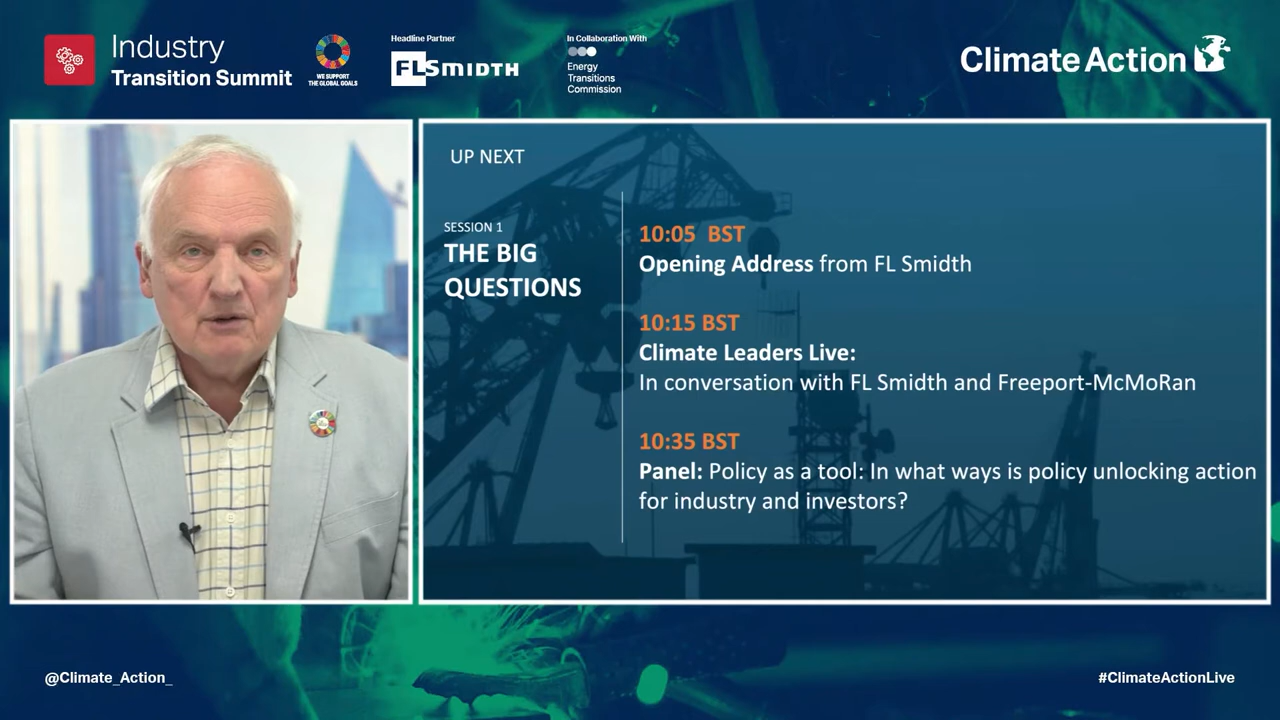 Industry
Transition Summit
WE SUPPORT
THE GLOBAL GOALS
Headline Partner
FLSMIDTH
In Collaboration With
Energy
Transitions
Commission
Climate Action
UP NEXT
SESSION 1
THE BIG
QUESTIONS
10:05 BST
Opening Address from FL Smidth
10:15 BST
Climate Leaders Live:
In conversation with FL Smidth and Freeport-McMoRan
10:35 BST
Panel: Policy as a tool: In what ways is policy unlocking action
for industry and investors?
@Climate_Action_
#ClimateActionLive